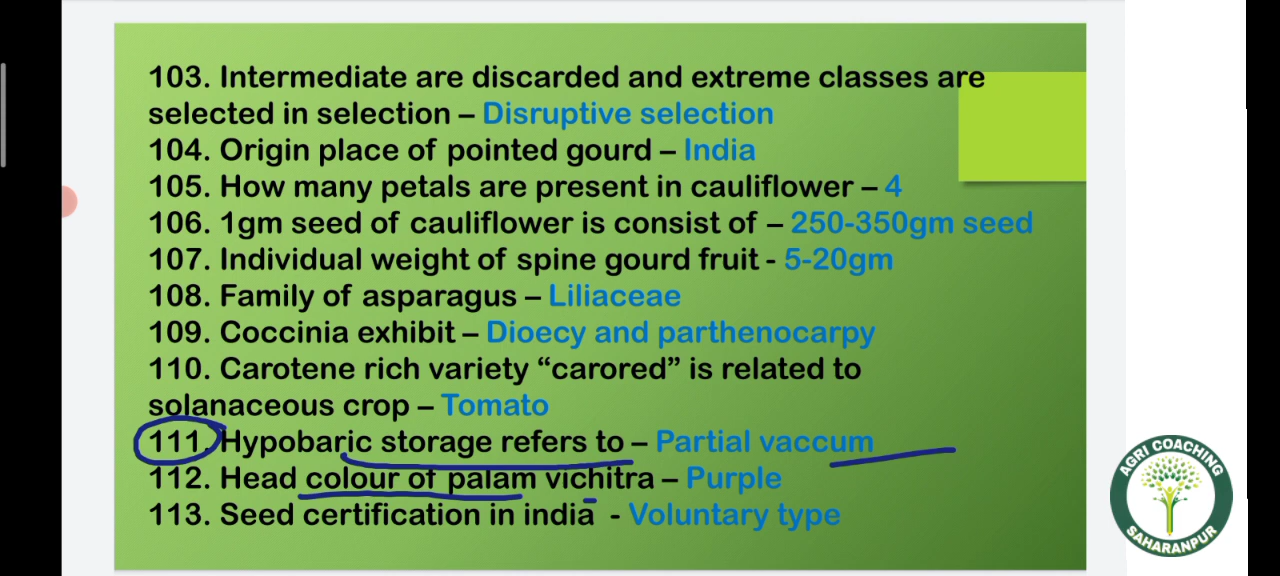 103. Intermediate are discarded and extreme classes are
selected in selection – Disruptive selection
104. Origin place of pointed gourd – India
105. How many petals are present in cauliflower – 4
106. 1gm seed of cauliflower is consist of – 250-350gm seed
107. Individual weight of spine gourd fruit - 5-20gm
108. Family of asparagus – Liliaceae
109. Coccinia exhibit – Dioecy and parthenocarpy
110. Carotene rich variety “carored” is related to
solanaceous crop – Tomato
111. Hypobaric storage refers to – Partial vaccum
112. Head colour of palam vichitra – Purple
113. Seed certification in india - Voluntary type
AGRI COACHING
SAHARANPUR